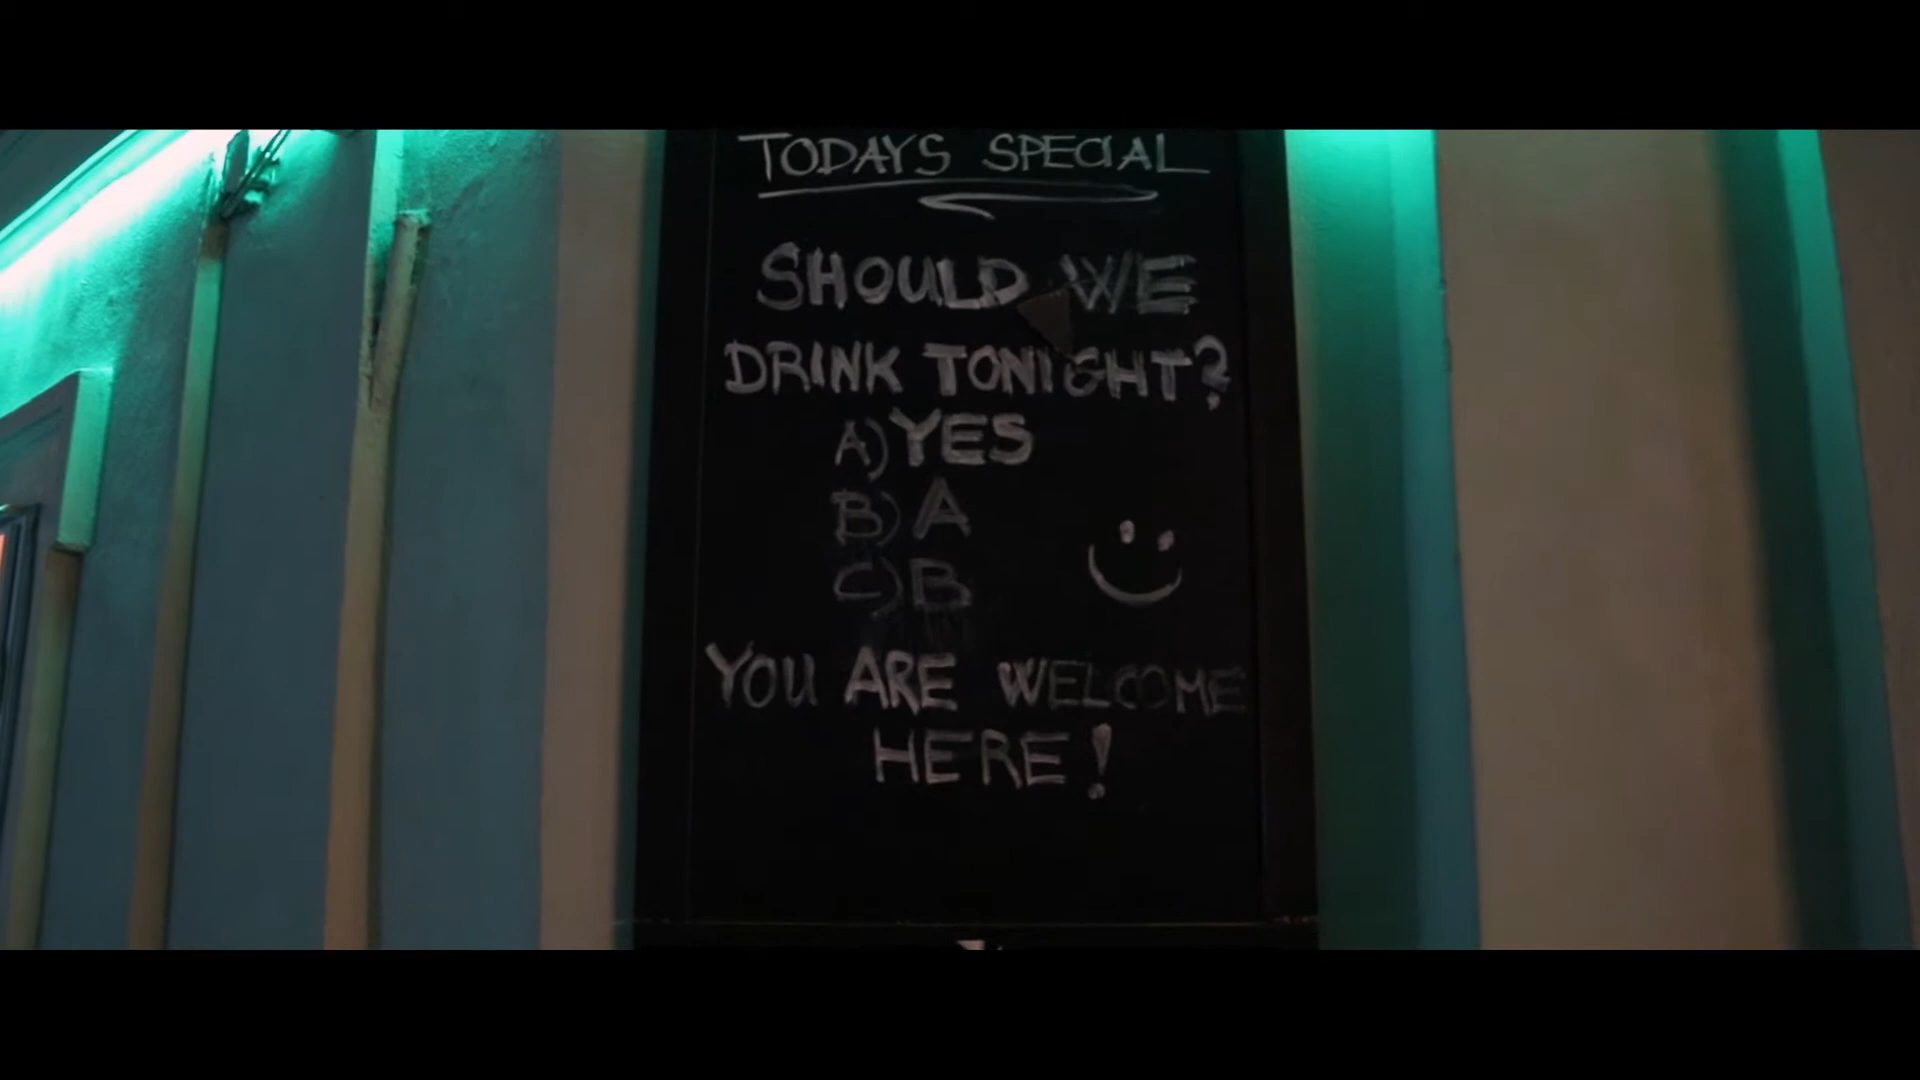 TODAYS SPECIAL
SHOULD WE
DRINK TONIGHT?
A) YES
B) A
C) B
YOU ARE WELCOME
HERE!